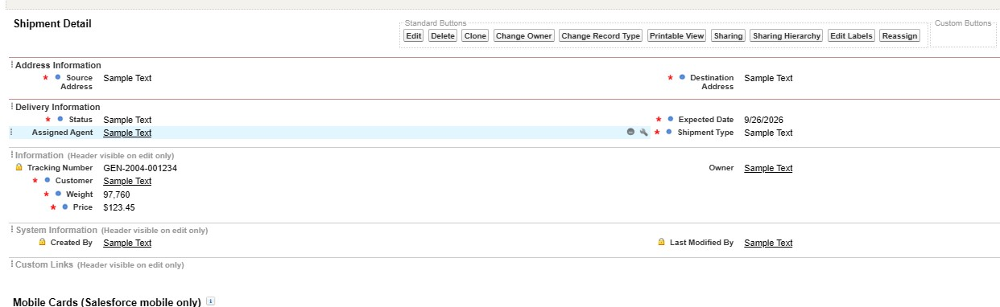 Shipment Detail
Standard Buttons
Custom Buttons
Edit Delete Clone Change Owner Change Record Type Printable View Sharing Sharing Hierarchy Edit Labels Reassign
Address Information
* Source Address Sample Text
* Destination Address Sample Text
Delivery Information
* Status Sample Text
* Expected Date 9/26/2026
Assigned Agent Sample Text
* Shipment Type Sample Text
Information (Header visible on edit only)
Tracking Number GEN-2004-001234
Owner Sample Text
* Customer Sample Text
* Weight 97,760
* Price $123.45
System Information (Header visible on edit only)
Created By Sample Text
Last Modified By Sample Text
Custom Links (Header visible on edit only)
Mobile Cards (Salesforce mobile only) i